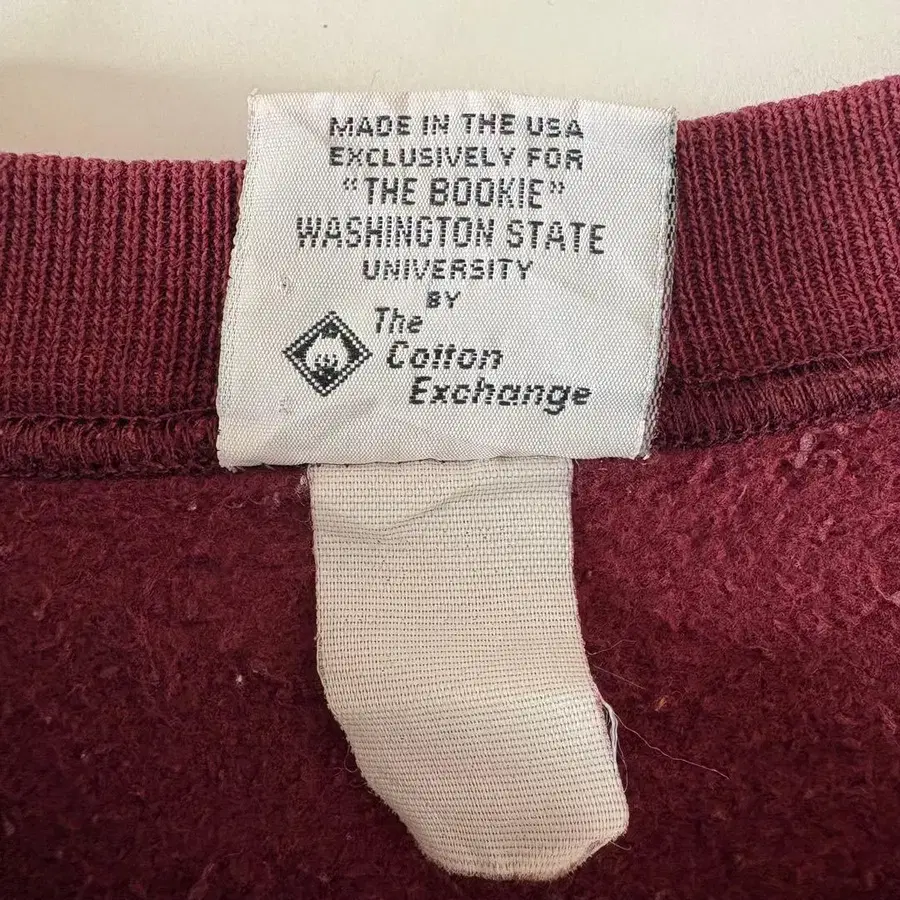 MADE IN THE USA
EXCLUSIVELY FOR
"THE BOOKIE"
WASHINGTON STATE
UNIVERSITY
BY
The
Cotton
Exchange